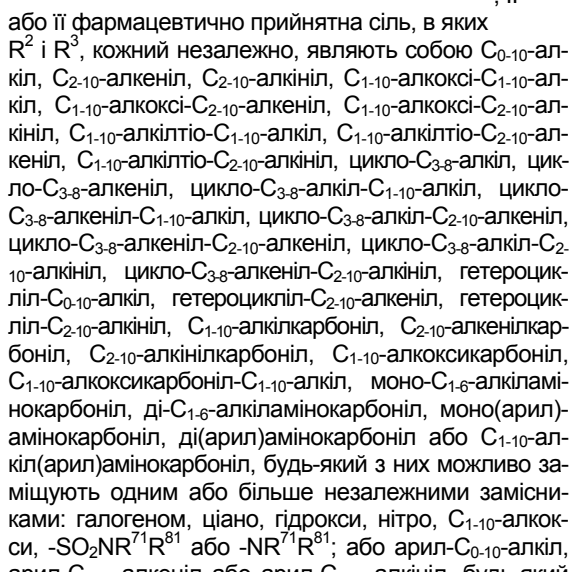 або її фармацевтично прийнятна сіль, в яких
R² і R³, кожний незалежно, являють собою C₀₋₁₀-ал-
кіл, C₂₋₁₀-алкеніл, C₂₋₁₀-алкініл, C₁₋₁₀-алкоксі-C₁₋₁₀-ал-
кіл, C₁₋₁₀-алкоксі-C₂₋₁₀-алкеніл, C₁₋₁₀-алкоксі-C₂₋₁₀-ал-
кініл, C₁₋₁₀-алкілтіо-C₁₋₁₀-алкіл, C₁₋₁₀-алкілтіо-C₂₋₁₀-ал-
кеніл, C₁₋₁₀-алкілтіо-C₂₋₁₀-алкініл, цикло-C₃₋₈-алкіл, цик-
ло-C₃₋₈-алкеніл, цикло-C₃₋₈-алкіл-C₁₋₁₀-алкіл, цикло-
C₃₋₈-алкеніл-C₁₋₁₀-алкіл, цикло-C₃₋₈-алкіл-C₂₋₁₀-алкеніл,
цикло-C₃₋₈-алкеніл-C₂₋₁₀-алкеніл, цикло-C₃₋₈-алкіл-C₂₋
₁₀-алкініл, цикло-C₃₋₈-алкеніл-C₂₋₁₀-алкініл, гетероцик-
ліл-C₀₋₁₀-алкіл, гетероцикліл-C₂₋₁₀-алкеніл, гетероцик-
ліл-C₂₋₁₀-алкініл, C₁₋₁₀-алкілкарбоніл, C₂₋₁₀-алкенілкар-
боніл, C₂₋₁₀-алкінілкарбоніл, C₁₋₁₀-алкоксикарбоніл,
C₁₋₁₀-алкоксикарбоніл-C₁₋₁₀-алкіл, моно-C₁₋₆-алкіламі-
нокарбоніл, ді-C₁₋₆-алкіламінокарбоніл, моно(арил)-
амінокарбоніл, ді(арил)амінокарбоніл або C₁₋₁₀-ал-
кіл(арил)амінокарбоніл, будь-який з них можливо за-
міщують одним або більше незалежними замісни-
ками: галогеном, ціано, гідрокси, нітро, C₁₋₁₀-алкок-
си, -SO₂NR⁷¹R⁸¹ або -NR⁷¹R⁸¹; або арил-C₀₋₁₀-алкіл,